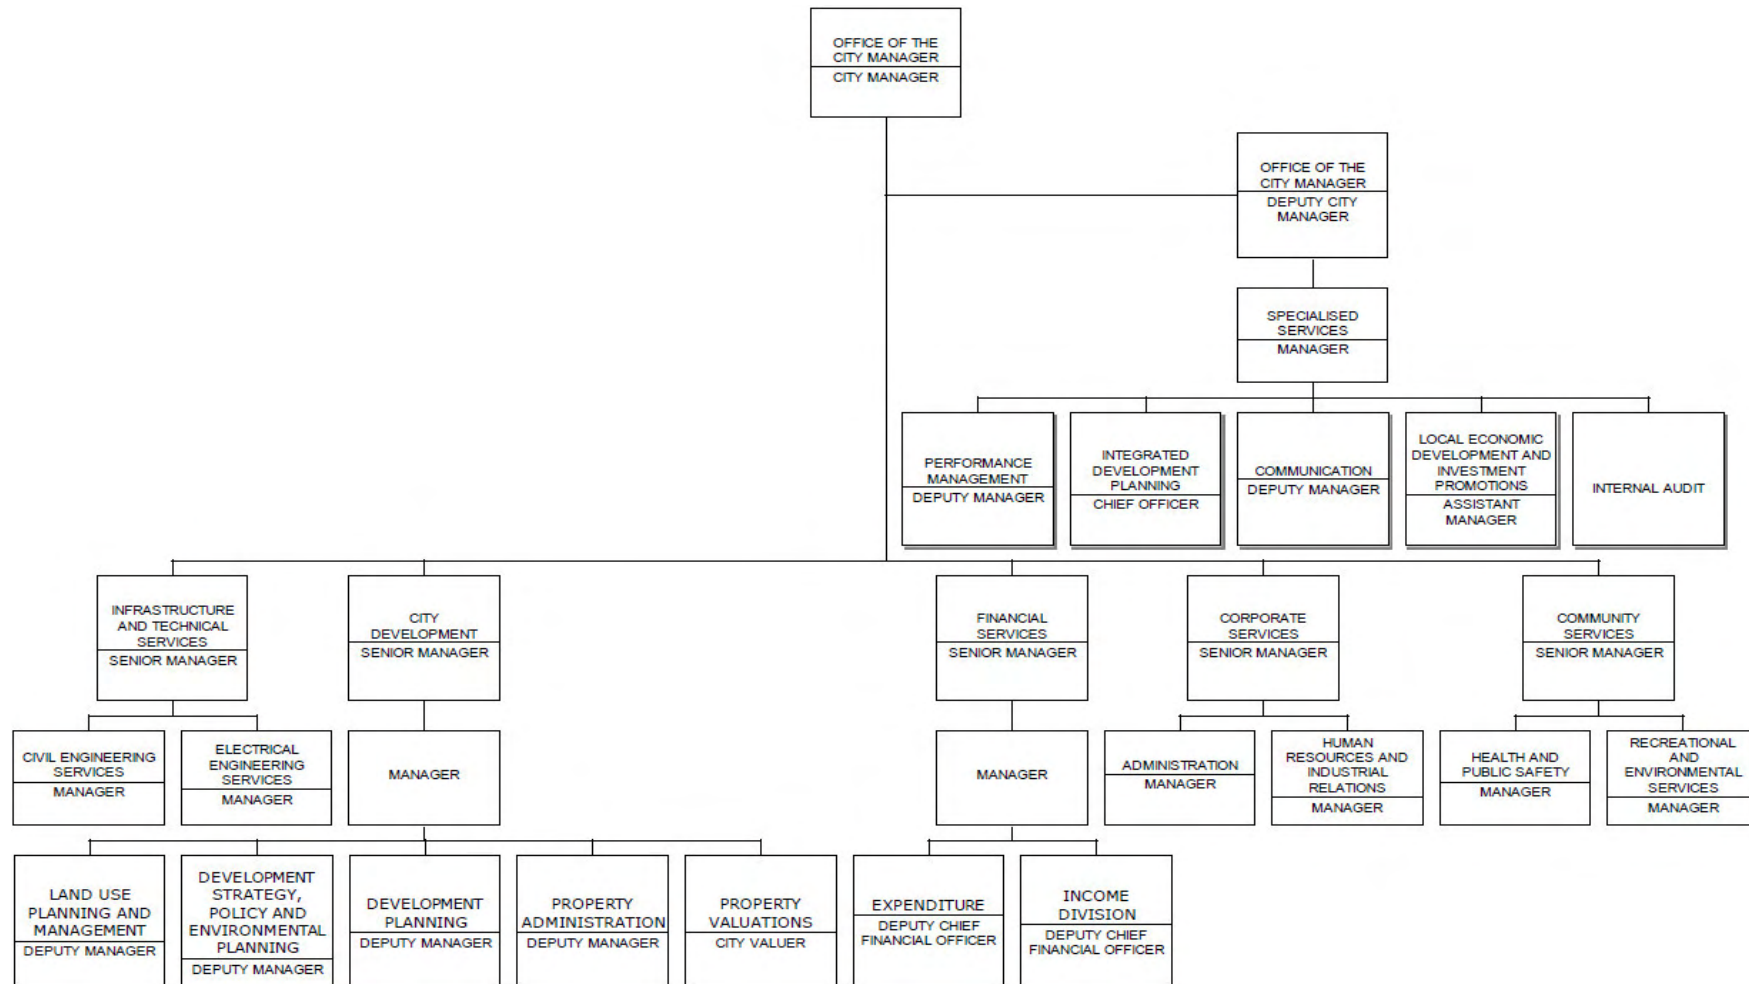 OFFICE OF THE
CITY MANAGER
CITY MANAGER
OFFICE OF THE
CITY MANAGER
DEPUTY CITY
MANAGER
SPECIALISED
SERVICES
MANAGER
PERFORMANCE
MANAGEMENT
DEPUTY MANAGER
INTEGRATED
DEVELOPMENT
PLANNING
CHIEF OFFICER
COMMUNICATION
DEPUTY MANAGER
LOCAL ECONOMIC
DEVELOPMENT AND
INVESTMENT
PROMOTIONS
ASSISTANT
MANAGER
INTERNAL AUDIT
INFRASTRUCTURE
AND TECHNICAL
SERVICES
SENIOR MANAGER
CITY
DEVELOPMENT
SENIOR MANAGER
FINANCIAL
SERVICES
SENIOR MANAGER
CORPORATE
SERVICES
SENIOR MANAGER
COMMUNITY
SERVICES
SENIOR MANAGER
CIVIL ENGINEERING
SERVICES
MANAGER
ELECTRICAL
ENGINEERING
SERVICES
MANAGER
MANAGER
MANAGER
ADMINISTRATION
MANAGER
HUMAN
RESOURCES AND
INDUSTRIAL
RELATIONS
MANAGER
HEALTH AND
PUBLIC SAFETY
MANAGER
RECREATIONAL
AND
ENVIRONMENTAL
SERVICES
MANAGER
LAND USE
PLANNING AND
MANAGEMENT
DEPUTY MANAGER
DEVELOPMENT
STRATEGY,
POLICY AND
ENVIRONMENTAL
PLANNING
DEPUTY MANAGER
DEVELOPMENT
PLANNING
DEPUTY MANAGER
PROPERTY
ADMINISTRATION
DEPUTY MANAGER
PROPERTY
VALUATIONS
CITY VALUER
EXPENDITURE
DEPUTY CHIEF
FINANCIAL OFFICER
INCOME
DIVISION
DEPUTY CHIEF
FINANCIAL OFFICER